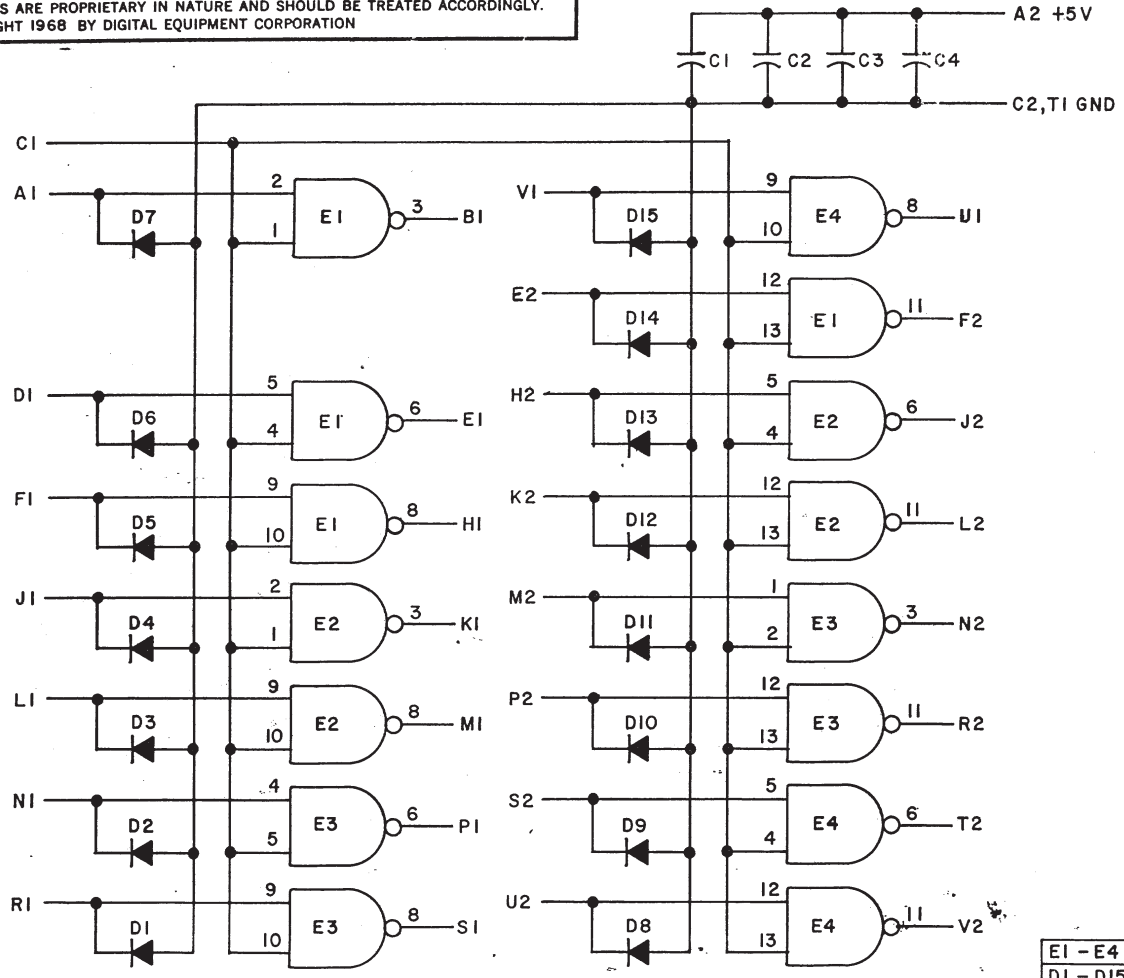 S ARE PROPRIETARY IN NATURE AND SHOULD BE TREATED ACCORDINGLY.
GHT 1968 BY DIGITAL EQUIPMENT CORPORATION
A2 +5V
C1 C2 C3 C4
C2,T1 GND
C1
A1 D7 2 1 E1 3 B1
V1 D15 9 10 E4 8 U1
E2 D14 12 13 E1 11 F2
D1 D6 5 4 E1 6 E1
H2 D13 5 4 E2 6 J2
F1 D5 9 10 E1 8 H1
K2 D12 12 13 E2 11 L2
J1 D4 2 1 E2 3 K1
M2 D11 1 2 E3 3 N2
L1 D3 9 10 E2 8 M1
P2 D10 12 13 E3 11 R2
N1 D2 4 5 E3 6 P1
S2 D9 5 4 E4 6 T2
R1 D1 9 10 E3 8 S1
U2 D8 12 13 E4 11 V2
E1 - E4
D1 - D15